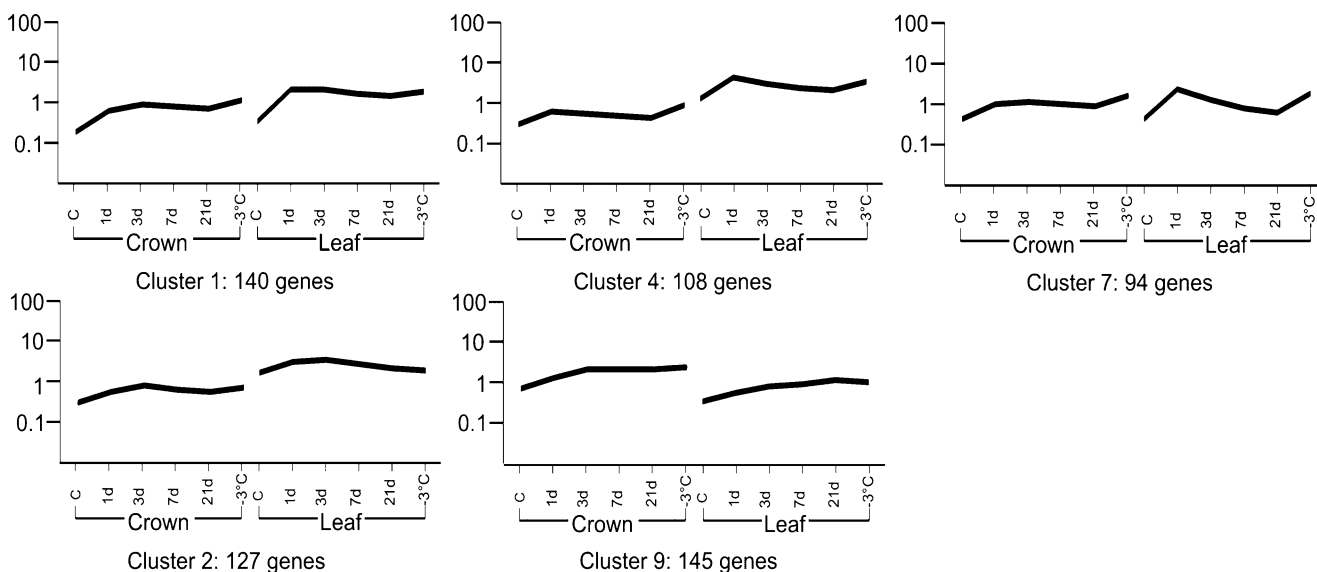 100
10
1
0.1
C 1d 3d 7d 21d -3°C C 1d 3d 7d 21d -3°C
Crown Leaf
Cluster 1: 140 genes
100
10
1
0.1
C 1d 3d 7d 21d -3°C C 1d 3d 7d 21d -3°C
Crown Leaf
Cluster 4: 108 genes
100
10
1
0.1
C 1d 3d 7d 21d -3°C C 1d 3d 7d 21d -3°C
Crown Leaf
Cluster 7: 94 genes
100
10
1
0.1
C 1d 3d 7d 21d -3°C C 1d 3d 7d 21d -3°C
Crown Leaf
Cluster 2: 127 genes
100
10
1
0.1
C 1d 3d 7d 21d -3°C C 1d 3d 7d 21d -3°C
Crown Leaf
Cluster 9: 145 genes